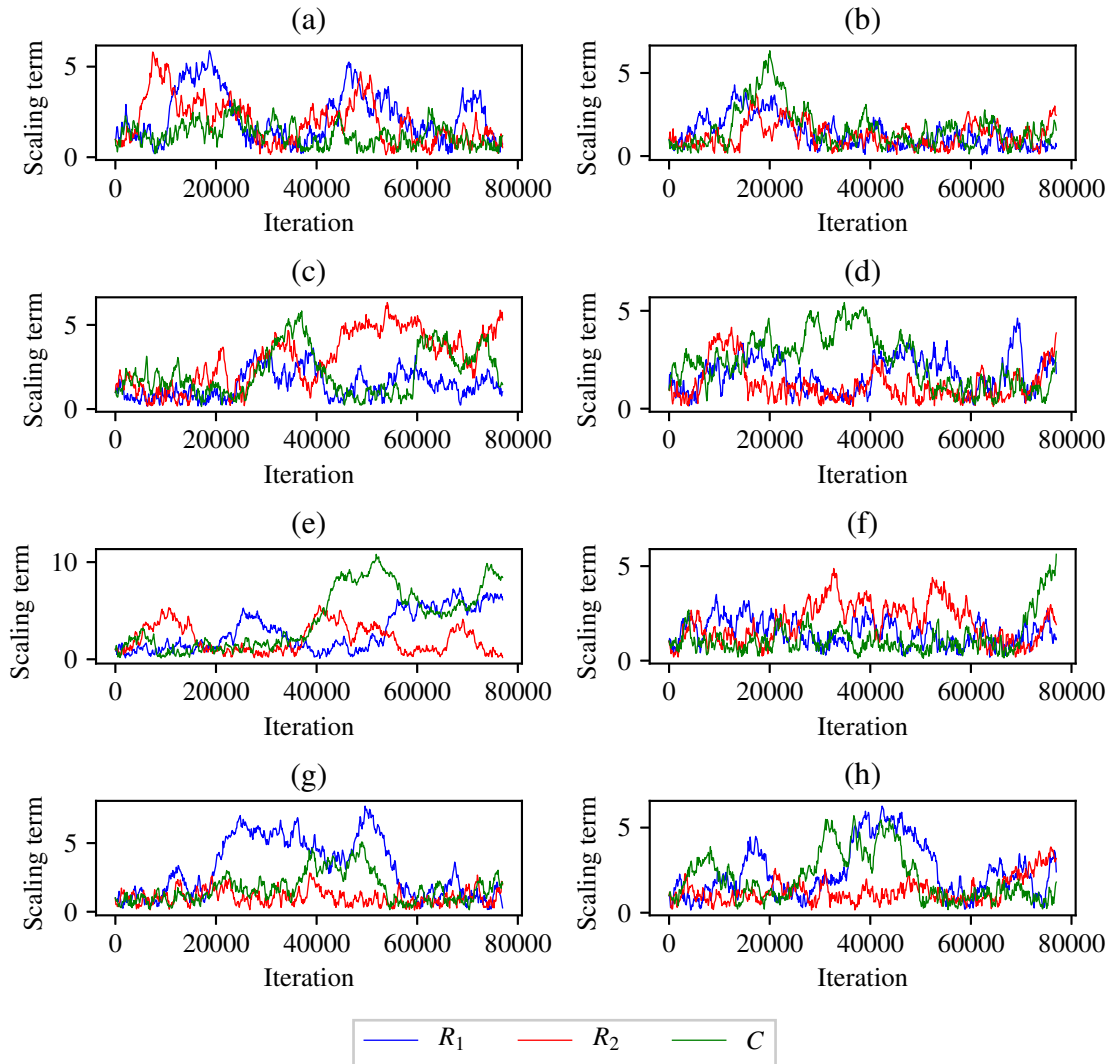 (a) (b)
Scaling term 5 0 Scaling term 5 0
0 20000 40000 60000 80000 0 20000 40000 60000 80000
Iteration Iteration
(c) (d)
Scaling term 5 0 Scaling term 5 0
0 20000 40000 60000 80000 0 20000 40000 60000 80000
Iteration Iteration
(e) (f)
Scaling term 10 5 0 Scaling term 5 0
0 20000 40000 60000 80000 0 20000 40000 60000 80000
Iteration Iteration
(g) (h)
Scaling term 5 0 Scaling term 5 0
0 20000 40000 60000 80000 0 20000 40000 60000 80000
Iteration Iteration
R₁ R₂ C